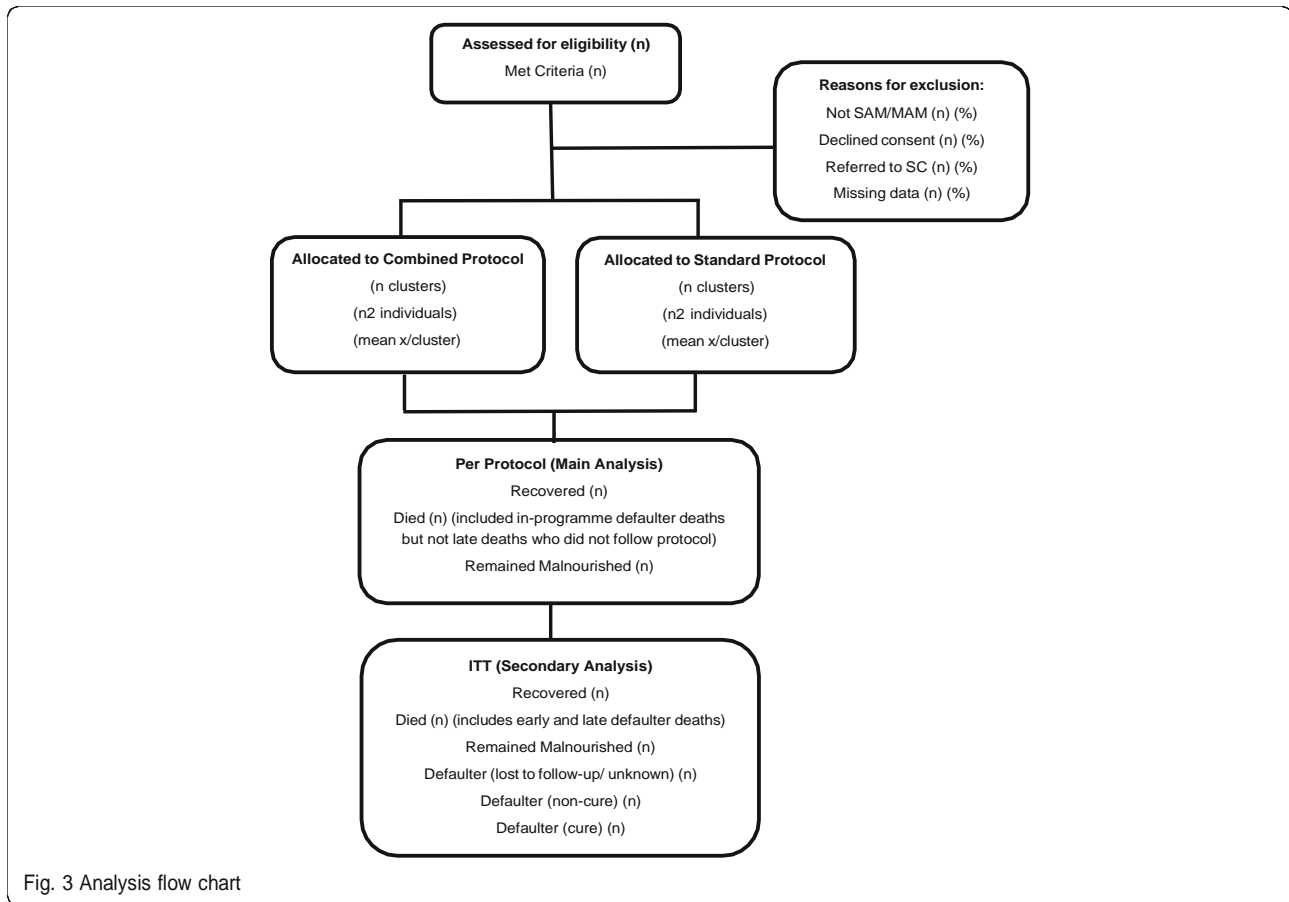 Assessed for eligibility (n)
Met Criteria (n)
Reasons for exclusion:
Not SAM/MAM (n) (%)
Declined consent (n) (%)
Referred to SC (n) (%)
Missing data (n) (%)
Allocated to Combined Protocol
(n clusters)
(n2 individuals)
(mean x/cluster)
Allocated to Standard Protocol
(n clusters)
(n2 individuals)
(mean x/cluster)
Per Protocol (Main Analysis)
Recovered (n)
Died (n) (included in-programme defaulter deaths
but not late deaths who did not follow protocol)
Remained Malnourished (n)
ITT (Secondary Analysis)
Recovered (n)
Died (n) (includes early and late defaulter deaths)
Remained Malnourished (n)
Defaulter (lost to follow-up/ unknown) (n)
Defaulter (non-cure) (n)
Defaulter (cure) (n)
Fig. 3 Analysis flow chart